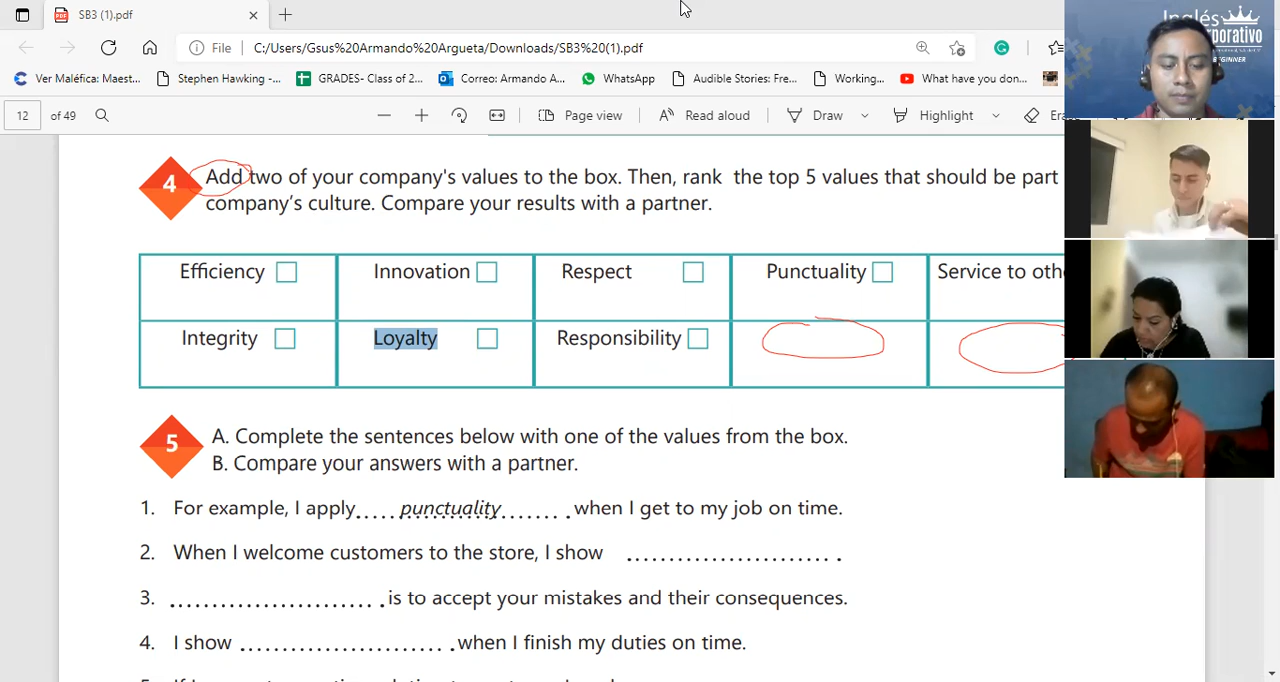 SB3 (1).pdf
File C:/Users/Gsus%20Armando%20Argueta/Downloads/SB3%20(1).pdf
Ver Maléfica: Maest... Stephen Hawking -... GRADES- Class of 2... Correo: Armando A... WhatsApp Audible Stories: Fre... Working... What have you don...
12 of 49 Page view Read aloud Draw Highlight
4 Add two of your company's values to the box. Then, rank the top 5 values that should be part
company's culture. Compare your results with a partner.
Efficiency Innovation Respect Punctuality Service to
Integrity Loyalty Responsibility
5 A. Complete the sentences below with one of the values from the box.
B. Compare your answers with a partner.
1. For example, I apply.....punctuality....... when I get to my job on time.
2. When I welcome customers to the store, I show ........................
3. ........................ is to accept your mistakes and their consequences.
4. I show ........................ when I finish my duties on time.
Inglés
BEGINNER